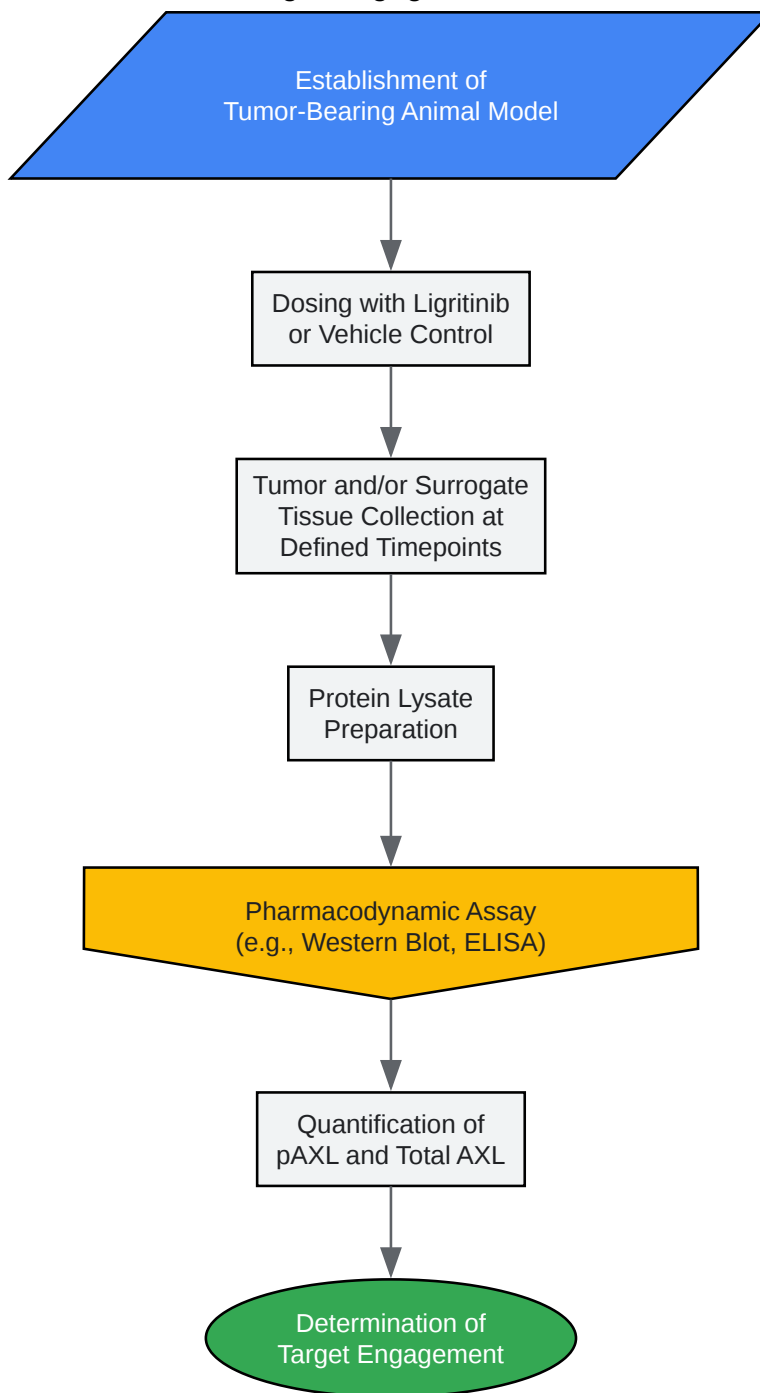 Establishment of
Tumor-Bearing Animal Model
Dosing with Ligritinib
or Vehicle Control
Tumor and/or Surrogate
Tissue Collection at
Defined Timepoints
Protein Lysate
Preparation
Pharmacodynamic Assay
(e.g., Western Blot, ELISA)
Quantification of
pAXL and Total AXL
Determination of
Target Engagement